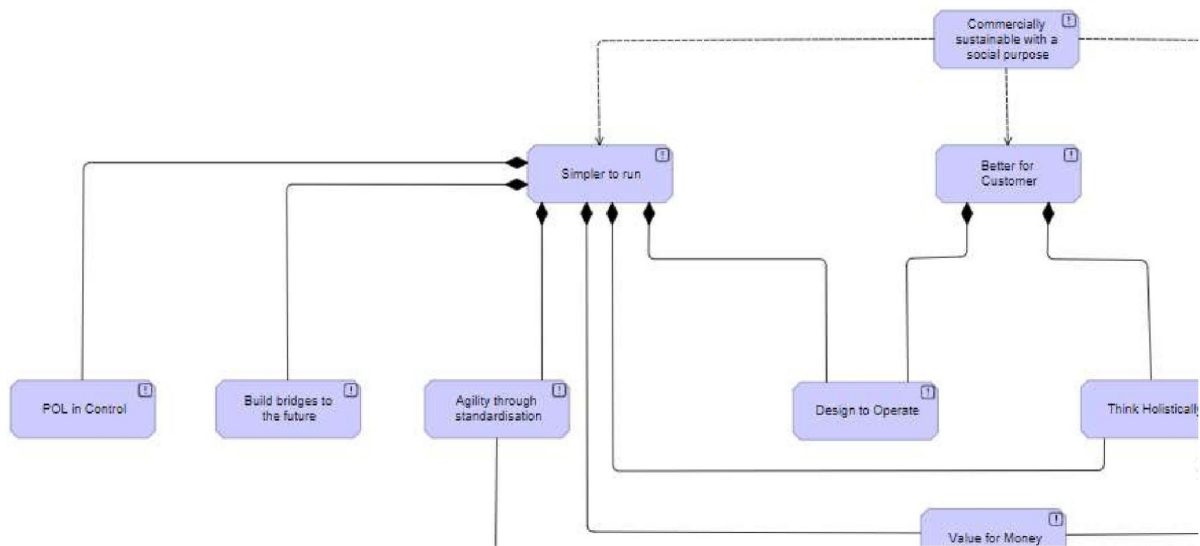 Commercially
sustainable with a
social purpose
Simpler to run
Better for
Customer
POL in Control
Build bridges to
the future
Agility through
standardisation
Design to Operate
Think Holistically
Value for Money